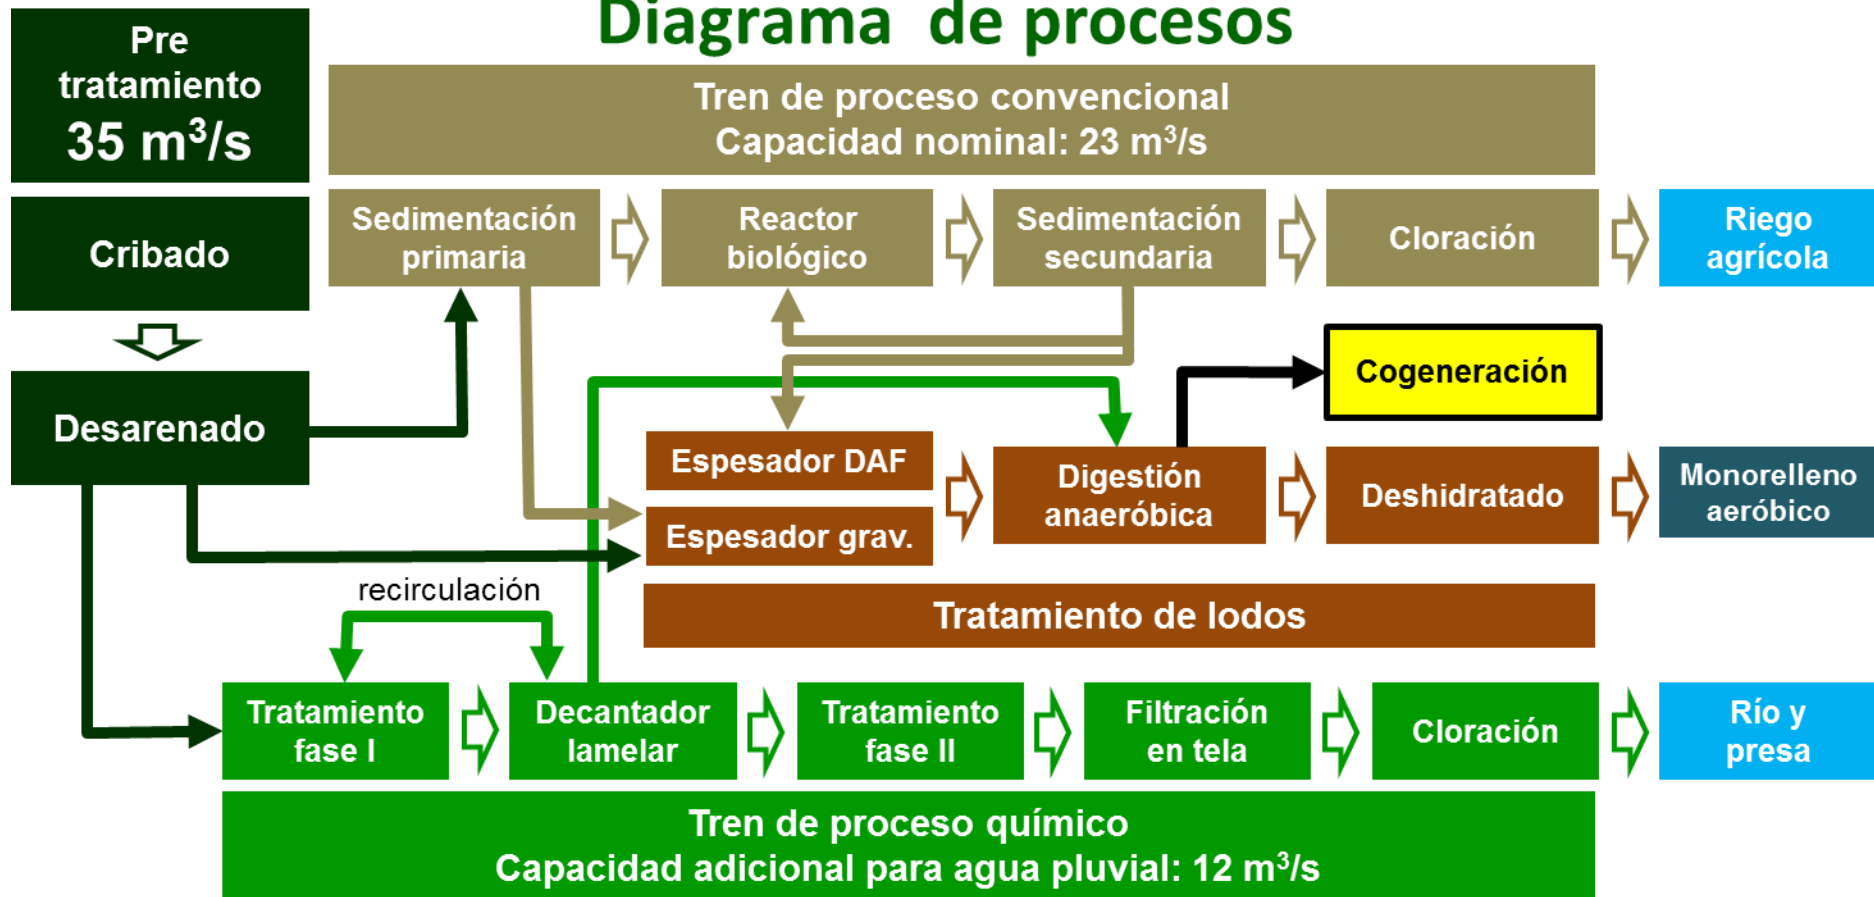 Diagrama de procesos
Pre
tratamiento
35 m³/s
Cribado
Desarenado
Tren de proceso convencional
Capacidad nominal: 23 m³/s
Sedimentación
primaria
Reactor
biológico
Sedimentación
secundaria
Cloración
Riego
agrícola
Cogeneración
Espesador DAF
Espesador grav.
Digestión
anaeróbica
Deshidratado
Monorelleno
aeróbico
Tratamiento de lodos
recirculación
Tratamiento
fase I
Decantador
lamelar
Tratamiento
fase II
Filtración
en tela
Cloración
Río y
presa
Tren de proceso químico
Capacidad adicional para agua pluvial: 12 m³/s